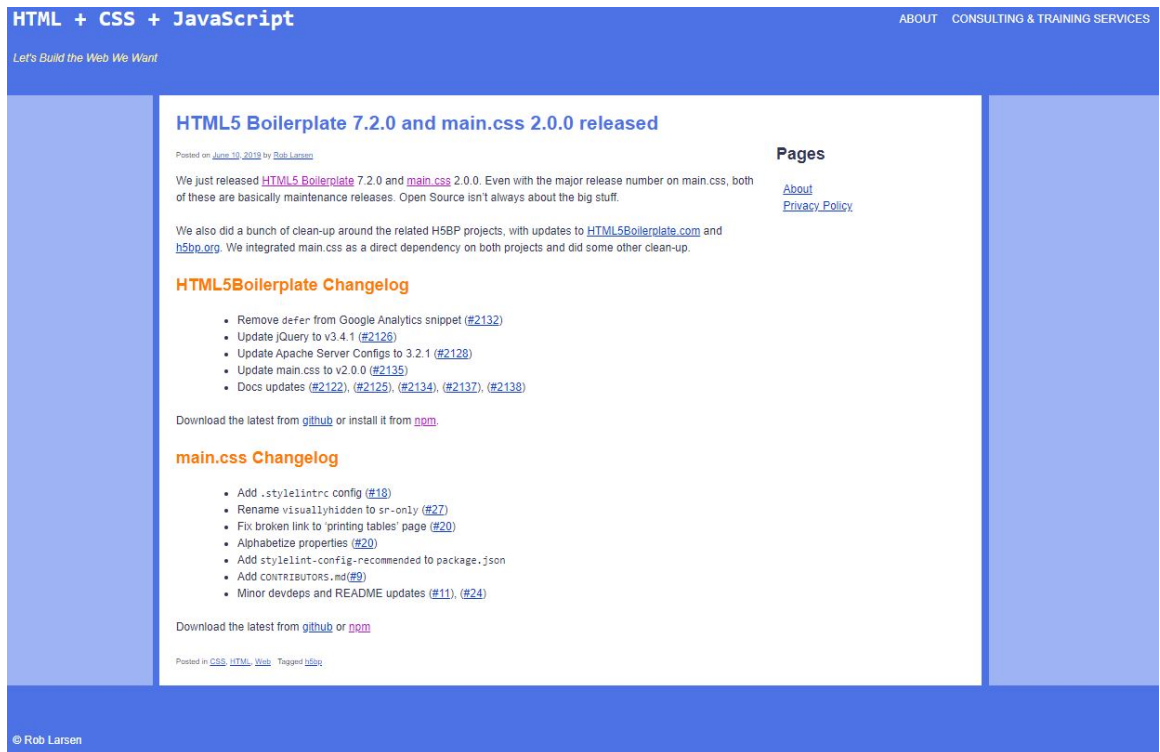 HTML + CSS + JavaScript
ABOUT CONSULTING & TRAINING SERVICES
Let's Build the Web We Want
HTML5 Boilerplate 7.2.0 and main.css 2.0.0 released
Posted on June 10, 2019 by Rob Larsen
We just released HTML5 Boilerplate 7.2.0 and main.css 2.0.0. Even with the major release number on main.css, both
of these are basically maintenance releases. Open Source isn't always about the big stuff.
We also did a bunch of clean-up around the related H5BP projects, with updates to HTML5Boilerplate.com and
h5bp.org. We integrated main.css as a direct dependency on both projects and did some other clean-up.
HTML5Boilerplate Changelog
• Remove defer from Google Analytics snippet (#2132)
• Update jQuery to v3.4.1 (#2126)
• Update Apache Server Configs to 3.2.1 (#2128)
• Update main.css to v2.0.0 (#2135)
• Docs updates (#2122), (#2125), (#2134), (#2137), (#2138)
Download the latest from github or install it from npm.
main.css Changelog
• Add .stylelintrc config (#18)
• Rename visuallyhidden to sr-only (#27)
• Fix broken link to ‘printing tables’ page (#20)
• Alphabetize properties (#20)
• Add stylelint-config-recommended to package.json
• Add CONTRIBUTORS.md(#9)
• Minor devdeps and README updates (#11), (#24)
Download the latest from github or npm
Posted in CSS, HTML, Web Tagged h5bp
Pages
About
Privacy Policy
© Rob Larsen